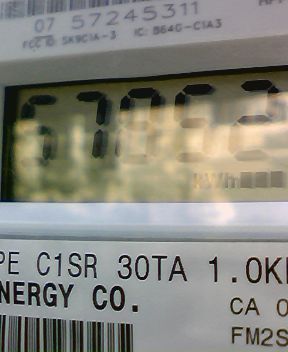 07 57245311
FCC ID SK9C1A-3 IC: 864G-C1A3
67852
kWh
PE C1SR 30TA 1.0K
NERGY CO.
CA 0
FM2S